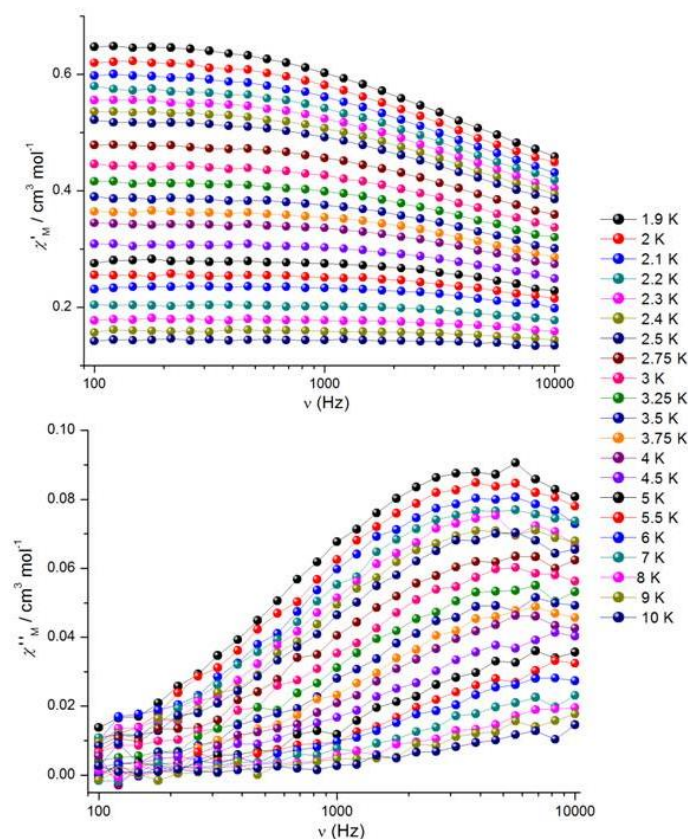 0.6
0.4
0.2
χ'M / cm³ mol⁻¹
100 1000 10000
ν (Hz)
1.9 K
2 K
2.1 K
2.2 K
2.3 K
2.4 K
2.5 K
2.75 K
3 K
3.25 K
3.5 K
3.75 K
4 K
4.5 K
5 K
5.5 K
6 K
7 K
8 K
9 K
10 K
0.10
0.08
0.06
0.04
0.02
0.00
χ''M / cm³ mol⁻¹
100 1000 10000
ν (Hz)